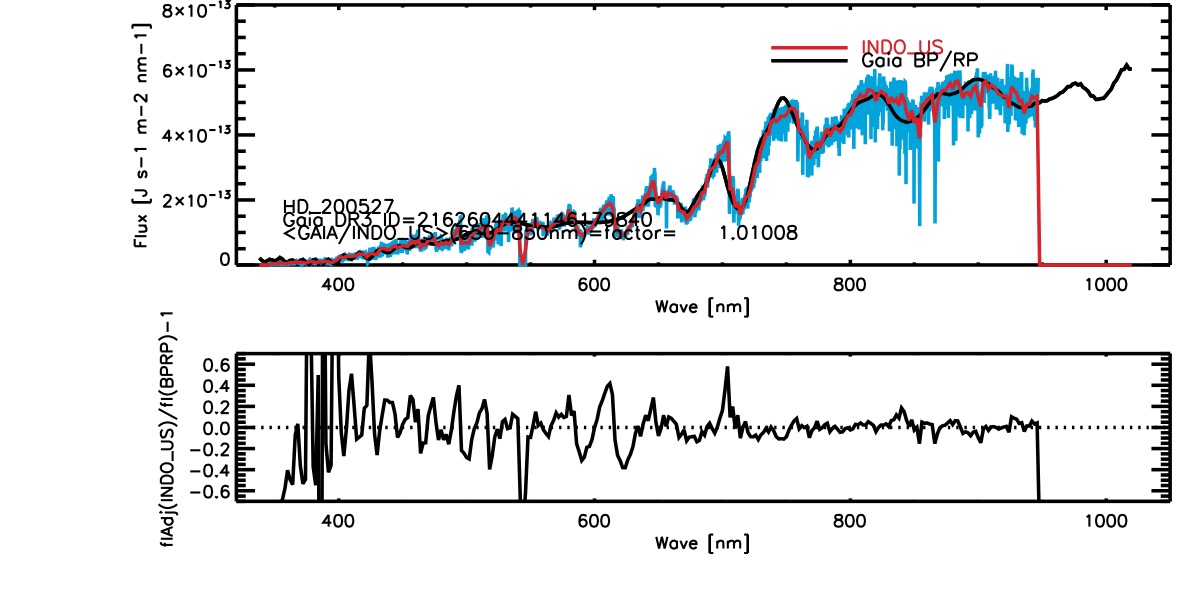 8×10−13
6×10−13
4×10−13
2×10−13
0
Flux [J s−1 m−2 nm−1]
INDO_US
Gaia BP/RP
HD_200527
Gaia DR3_ID=
<GAIA/INDO_US>(650−850nm)=factor= 1.01008
400 600 800 1000
Wave [nm]
flAdj(INDO_US)/fl(BPRP)−1
0.6
0.4
0.2
0.0
−0.2
−0.4
−0.6
400 600 800 1000
Wave [nm]